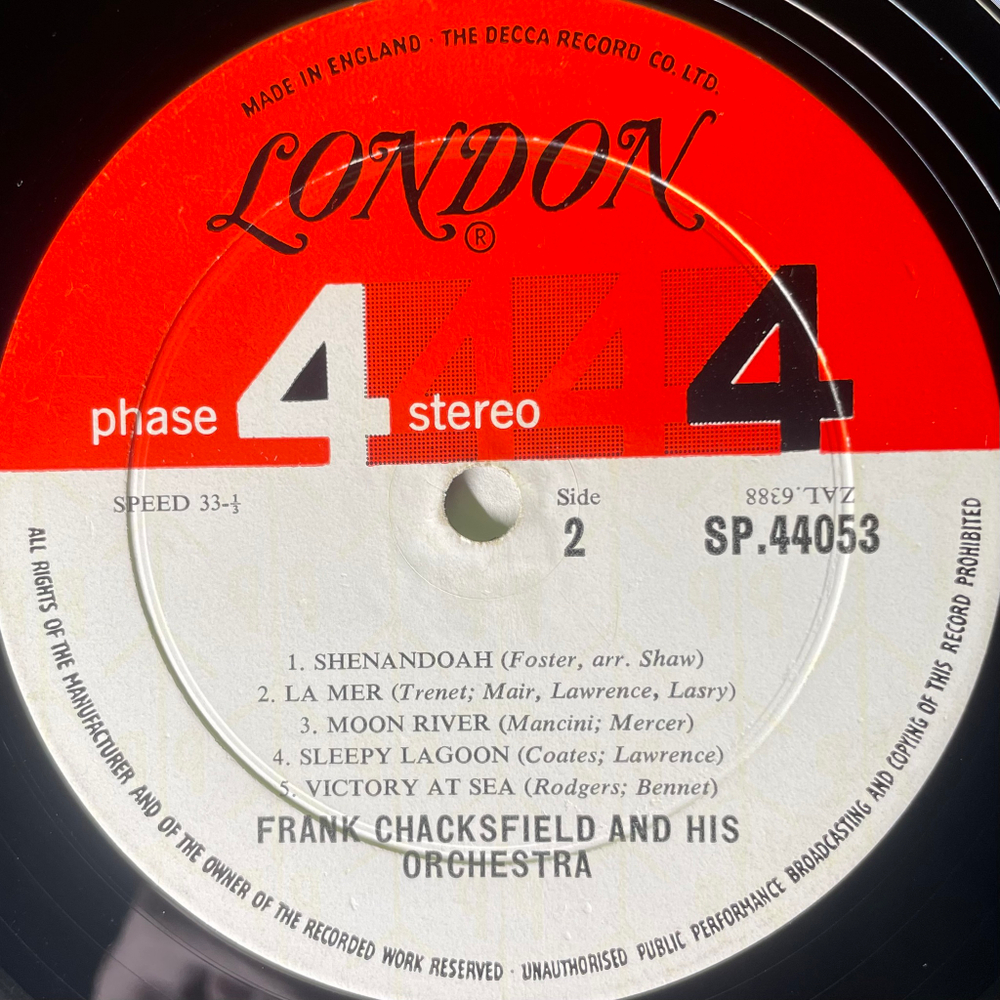 MADE IN ENGLAND · THE DECCA RECORD CO. LTD.
LONDON
®
4 4 4 4
phase 4 stereo
SPEED 33-⅓
Side
2
ZAL.6388
SP.44053
1. SHENANDOAH (Foster, arr. Shaw)
2. LA MER (Trenet; Mair, Lawrence, Lasry)
3. MOON RIVER (Mancini; Mercer)
4. SLEEPY LAGOON (Coates; Lawrence)
5. VICTORY AT SEA (Rodgers; Bennet)
FRANK CHACKSFIELD AND HIS
ORCHESTRA
ALL RIGHTS OF THE MANUFACTURER AND OF THE OWNER OF THE RECORDED WORK RESERVED · UNAUTHORISED PUBLIC PERFORMANCE BROADCASTING AND COPYING OF THIS RECORD PROHIBITED